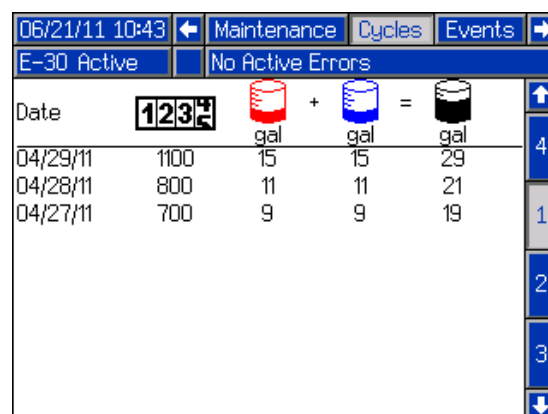 06/21/11 10:43 Maintenance Cycles Events
E-30 Active No Active Errors
Date 123 + =
gal gal gal
04/29/11 1100 15 15 29
04/28/11 800 11 11 21
04/27/11 700 9 9 19
4
1
2
3